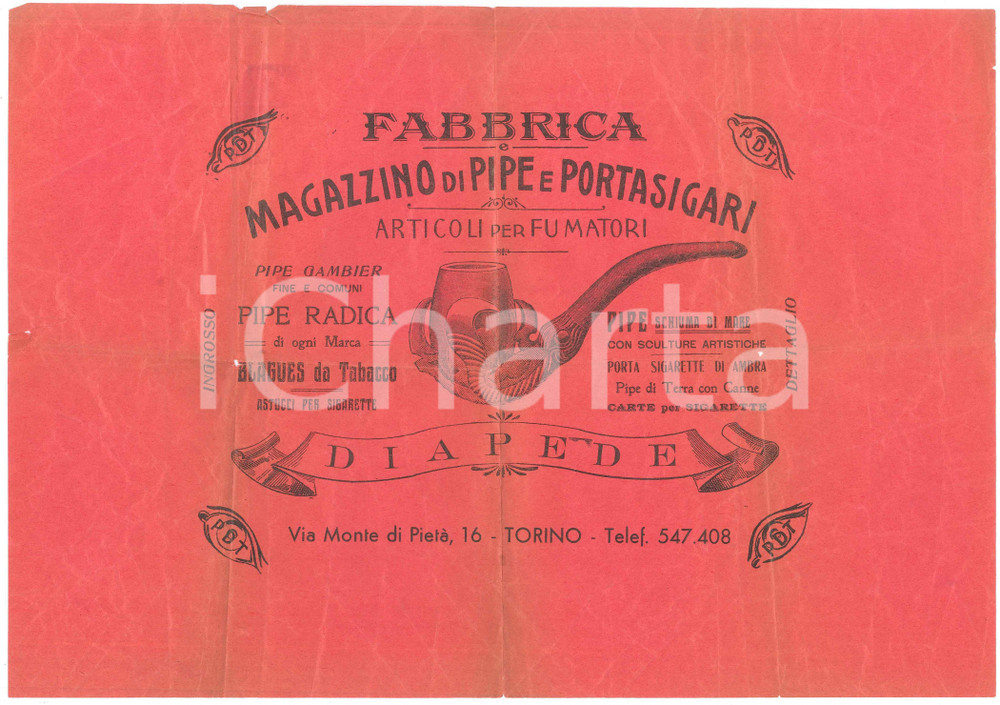 FABBRICA
e
MAGAZZINO DI PIPE E PORTASIGARI
ARTICOLI PER FUMATORI
PDT
PDT
INGROSSO
PIPE GAMBIER
FINE E COMUNI
PIPE RADICA
di ogni Marca
BLAGUES da Tabacco
ASTUCCI PER SIGARETTE
PIPE SCHIUMA DI MARE
CON SCULTURE ARTISTICHE
PORTA SIGARETTE DI AMBRA
Pipe di Terra con Canne
CARTE per SIGARETTE
DETTAGLIO
iCharta
DIAPEDE
PDT
PDT
Via Monte di Pietà, 16 - TORINO - Telef. 547.408